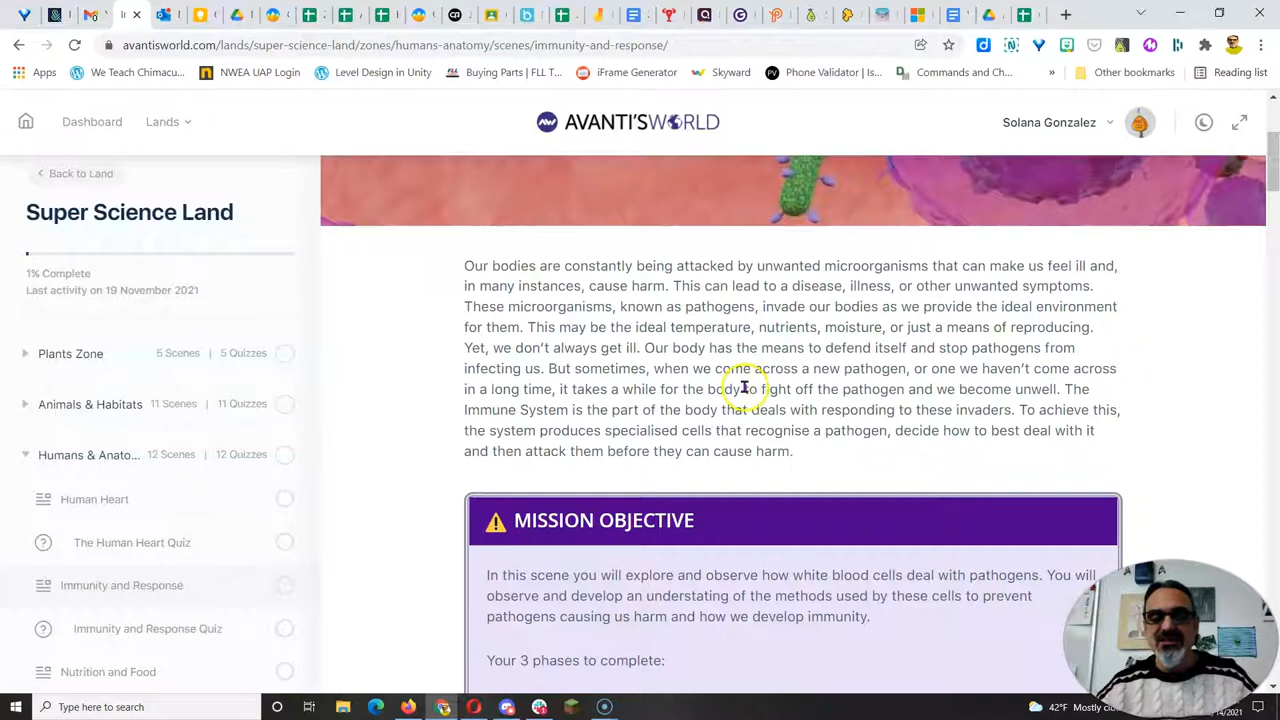 avantisworld.com/lands/super-science-land/zones/humans-anatomy/scenes/immunity-and-response/
Apps
We Teach Chimacu...
NWEA UAP Login
Level Design in Unity
Buying Parts | FLL T...
iFrame Generator
Skyward
Phone Validator | Is...
Commands and Ch...
»
Other bookmarks
Reading list
Dashboard
Lands
AVANTI'SWORLD
Solana Gonzalez
Back to Land
Super Science Land
1% Complete
Last activity on 19 November 2021
Plants Zone 5 Scenes | 5 Quizzes
Animals & Habitats 11 Scenes | 11 Quizzes
Humans & Anato... 12 Scenes | 12 Quizzes
Human Heart
The Human Heart Quiz
Immunity and Response
Immunity and Response Quiz
Nutrition and Food
Our bodies are constantly being attacked by unwanted microorganisms that can make us feel ill and,
in many instances, cause harm. This can lead to a disease, illness, or other unwanted symptoms.
These microorganisms, known as pathogens, invade our bodies as we provide the ideal environment
for them. This may be the ideal temperature, nutrients, moisture, or just a means of reproducing.
Yet, we don't always get ill. Our body has the means to defend itself and stop pathogens from
infecting us. But sometimes, when we come across a new pathogen, or one we haven't come across
in a long time, it takes a while for the body to fight off the pathogen and we become unwell. The
Immune System is the part of the body that deals with responding to these invaders. To achieve this,
the system produces specialised cells that recognise a pathogen, decide how to best deal with it
and then attack them before they can cause harm.
MISSION OBJECTIVE
In this scene you will explore and observe how white blood cells deal with pathogens. You will
observe and develop an understating of the methods used by these cells to prevent
pathogens causing us harm and how we develop immunity.
Your 3 phases to complete:
Type here to search
42°F Mostly clo